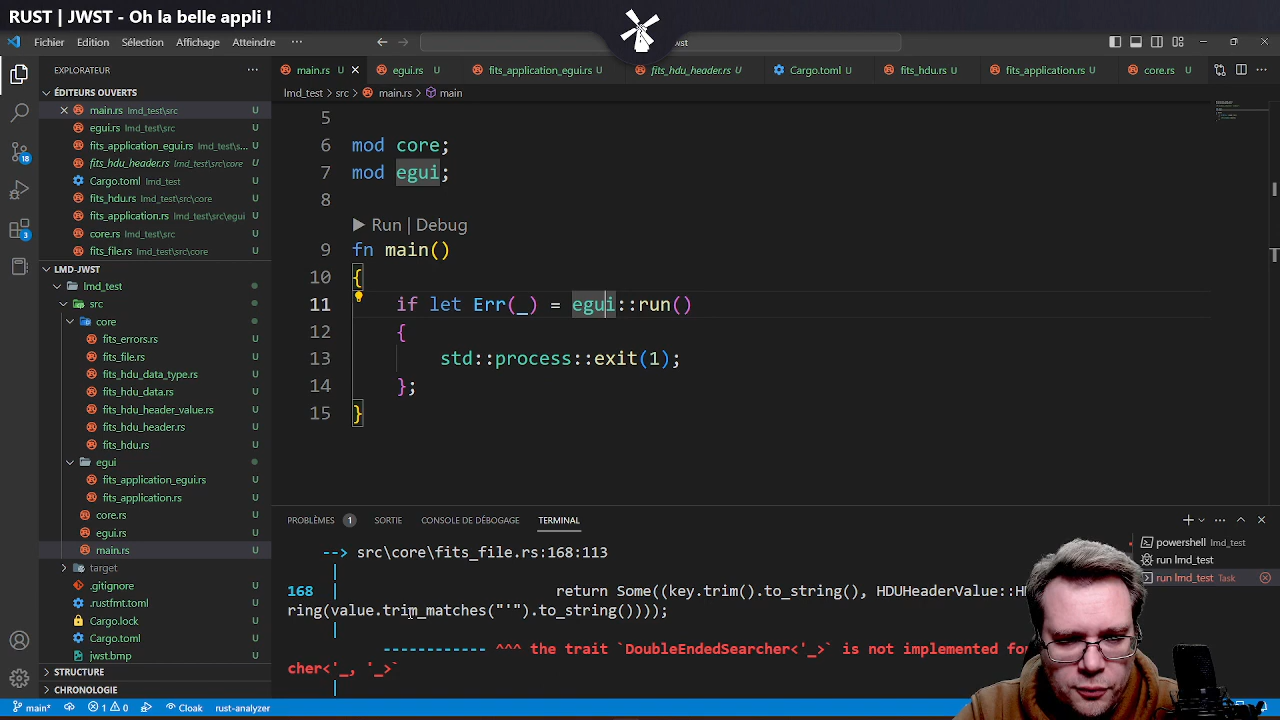 RUST | JWST - Oh la belle appli !
Fichier Edition Sélection Affichage Atteindre ···
EXPLORATEUR
ÉDITEURS OUVERTS
main.rs lmd_test\src U
egui.rs lmd_test\src U
fits_application_egui.rs lmd_test\s... U
fits_hdu_header.rs lmd_test\src\core U
Cargo.toml lmd_test U
fits_hdu.rs lmd_test\src\core U
fits_application.rs lmd_test\src\egui U
core.rs lmd_test\src U
fits_file.rs lmd_test\src\core U
LMD-JWST
lmd_test
src
core
fits_errors.rs U
fits_file.rs U
fits_hdu_data_type.rs U
fits_hdu_data.rs U
fits_hdu_header_value.rs U
fits_hdu_header.rs U
fits_hdu.rs U
egui
fits_application_egui.rs U
fits_application.rs U
core.rs U
egui.rs U
main.rs U
target
.gitignore U
.rustfmt.toml U
Cargo.lock U
Cargo.toml U
jwst.bmp U
STRUCTURE
CHRONOLOGIE
18
3
main.rs U egui.rs U fits_application_egui.rs U fits_hdu_header.rs U Cargo.toml U fits_hdu.rs U fits_application.rs U core.rs U
lmd_test > src > main.rs > main
5
6 mod core;
7 mod egui;
8
Run | Debug
9 fn main()
10 {
11 if let Err(_) = egui::run()
12 {
13 std::process::exit(1);
14 };
15 }
PROBLÈMES 1 SORTIE CONSOLE DE DÉBOGAGE TERMINAL
--> src\core\fits_file.rs:168:113
|
168 | return Some((key.trim().to_string(), HDUHeaderValue::
ring(value.trim_matches("'").to_string())));
|
------------ ^^^ the trait `DoubleEndedSearcher<'_>` is not implemented
cher<'_, '_>`
|
powershell lmd_test
run lmd_test
run lmd_test Task
main* 1 0 Cloak rust-analyzer